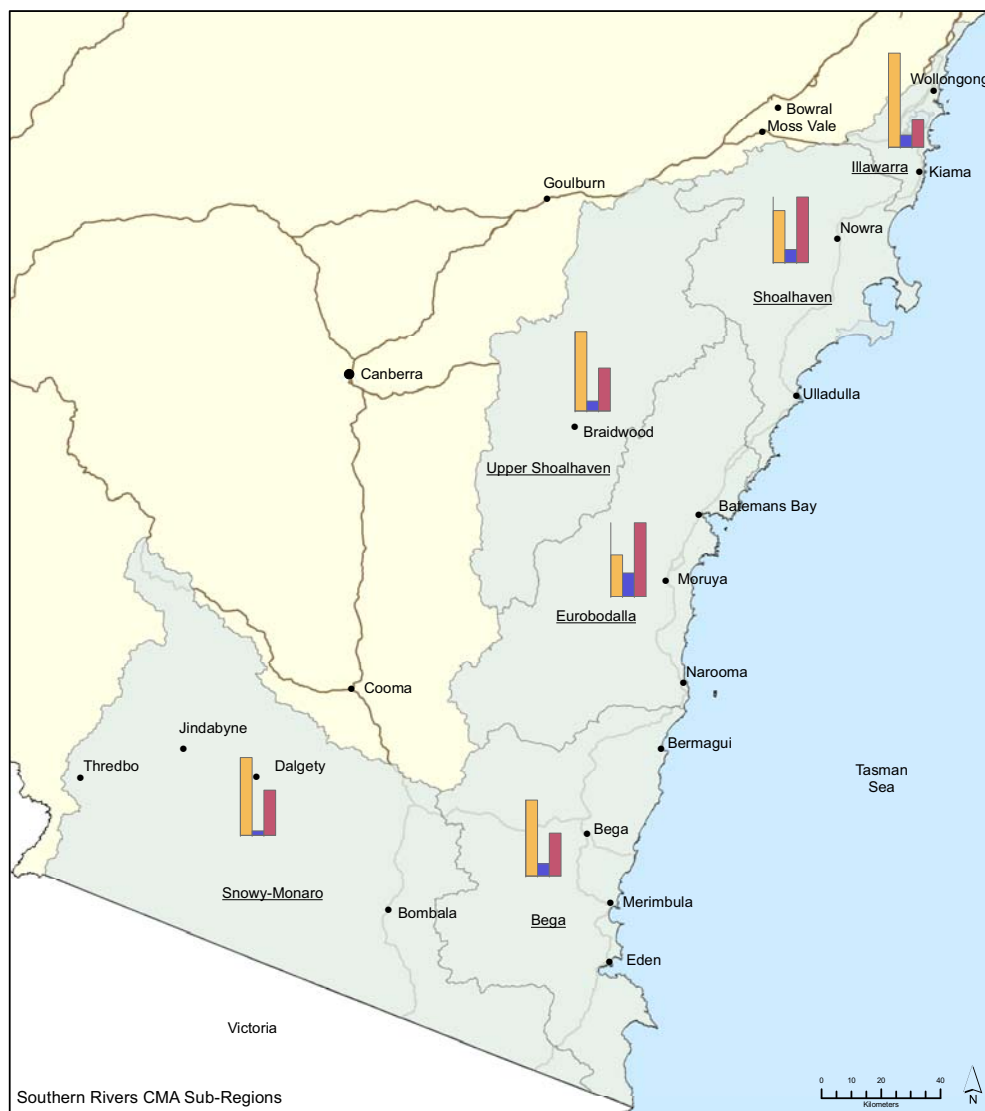 Wollongong
Bowral
Moss Vale
Illawarra
Kiama
Goulburn
Nowra
Shoalhaven
Canberra
Ulladulla
Braidwood
Upper Shoalhaven
Batemans Bay
Moruya
Eurobodalla
Narooma
Cooma
Jindabyne
Bermagui
Thredbo
Dalgety
Tasman
Sea
Bega
Snowy-Monaro
Merimbula
Bombala
Bega
Eden
Victoria
0 5 10 20 30 40
Kilometers
N
Southern Rivers CMA Sub-Regions